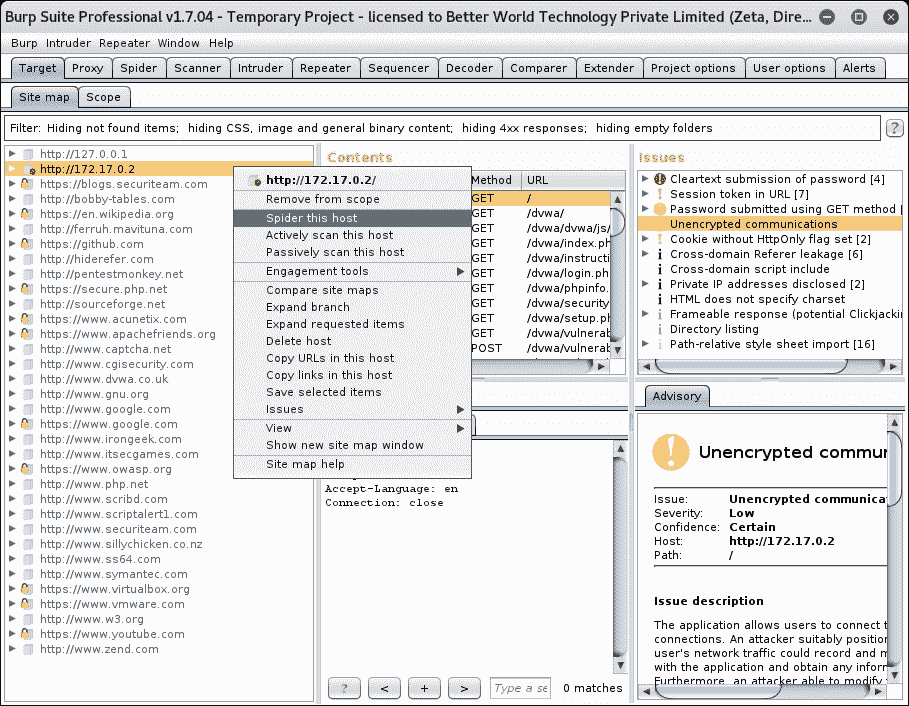 Burp Suite Professional v1.7.04 - Temporary Project - licensed to Better World Technology Private Limited (Zeta, Dire...
Burp Intruder Repeater Window Help
Target Proxy Spider Scanner Intruder Repeater Sequencer Decoder Comparer Extender Project options User options Alerts
Site map Scope
Filter: Hiding not found items; hiding CSS, image and general binary content; hiding 4xx responses; hiding empty folders
?
http://127.0.0.1
http://172.17.0.2
https://blogs.securiteam.com
http://bobby-tables.com
https://en.wikipedia.org
http://ferruh.mavituna.com
https://github.com
http://hiderefer.com
http://pentestmonkey.net
https://secure.php.net
http://sourceforge.net
https://www.acunetix.com
https://www.apachefriends.org
http://www.captcha.net
http://www.cgisecurity.com
http://www.dvwa.co.uk
http://www.gnu.org
http://www.google.com
https://www.google.com
http://www.irongeek.com
http://www.itsecgames.com
https://www.owasp.org
http://www.php.net
http://www.scribd.com
http://www.scriptalert1.com
http://www.securiteam.com
http://www.sillychicken.co.nz
http://www.ss64.com
http://www.symantec.com
https://www.virtualbox.org
https://www.vmware.com
http://www.w3.org
https://www.youtube.com
http://www.zend.com
http://172.17.0.2/
Remove from scope
Spider this host
Actively scan this host
Passively scan this host
Engagement tools
Compare site maps
Expand branch
Expand requested items
Delete host
Copy URLs in this host
Copy links in this host
Save selected items
Issues
View
Show new site map window
Site map help
Contents
Method URL
GET /
GET /dvwa/
GET /dvwa/dvwa/js/
GET /dvwa/index.ph
GET /dvwa/instructi
GET /dvwa/login.ph
GET /dvwa/phpinfo.
GET /dvwa/security
GET /dvwa/setup.ph
GET /dvwa/vulnerab
POST /dvwa/vulnerab
Accept-Language: en
Connection: close
? < + > Type a se 0 matches
Issues
Cleartext submission of password [4]
Session token in URL [7]
Password submitted using GET method [
Unencrypted communications
Cookie without HttpOnly flag set [2]
Cross-domain Referer leakage [6]
Cross-domain script include
Private IP addresses disclosed [2]
HTML does not specify charset
Frameable response (potential Clickjackin
Directory listing
Path-relative style sheet import [16]
Advisory
Unencrypted commun
Issue: Unencrypted communica
Severity: Low
Confidence: Certain
Host: http://172.17.0.2
Path: /
Issue description
The application allows users to connect t
connections. An attacker suitably position
user's network traffic could record and m
with the application and obtain any inform
Furthermore, an attacker able to modify